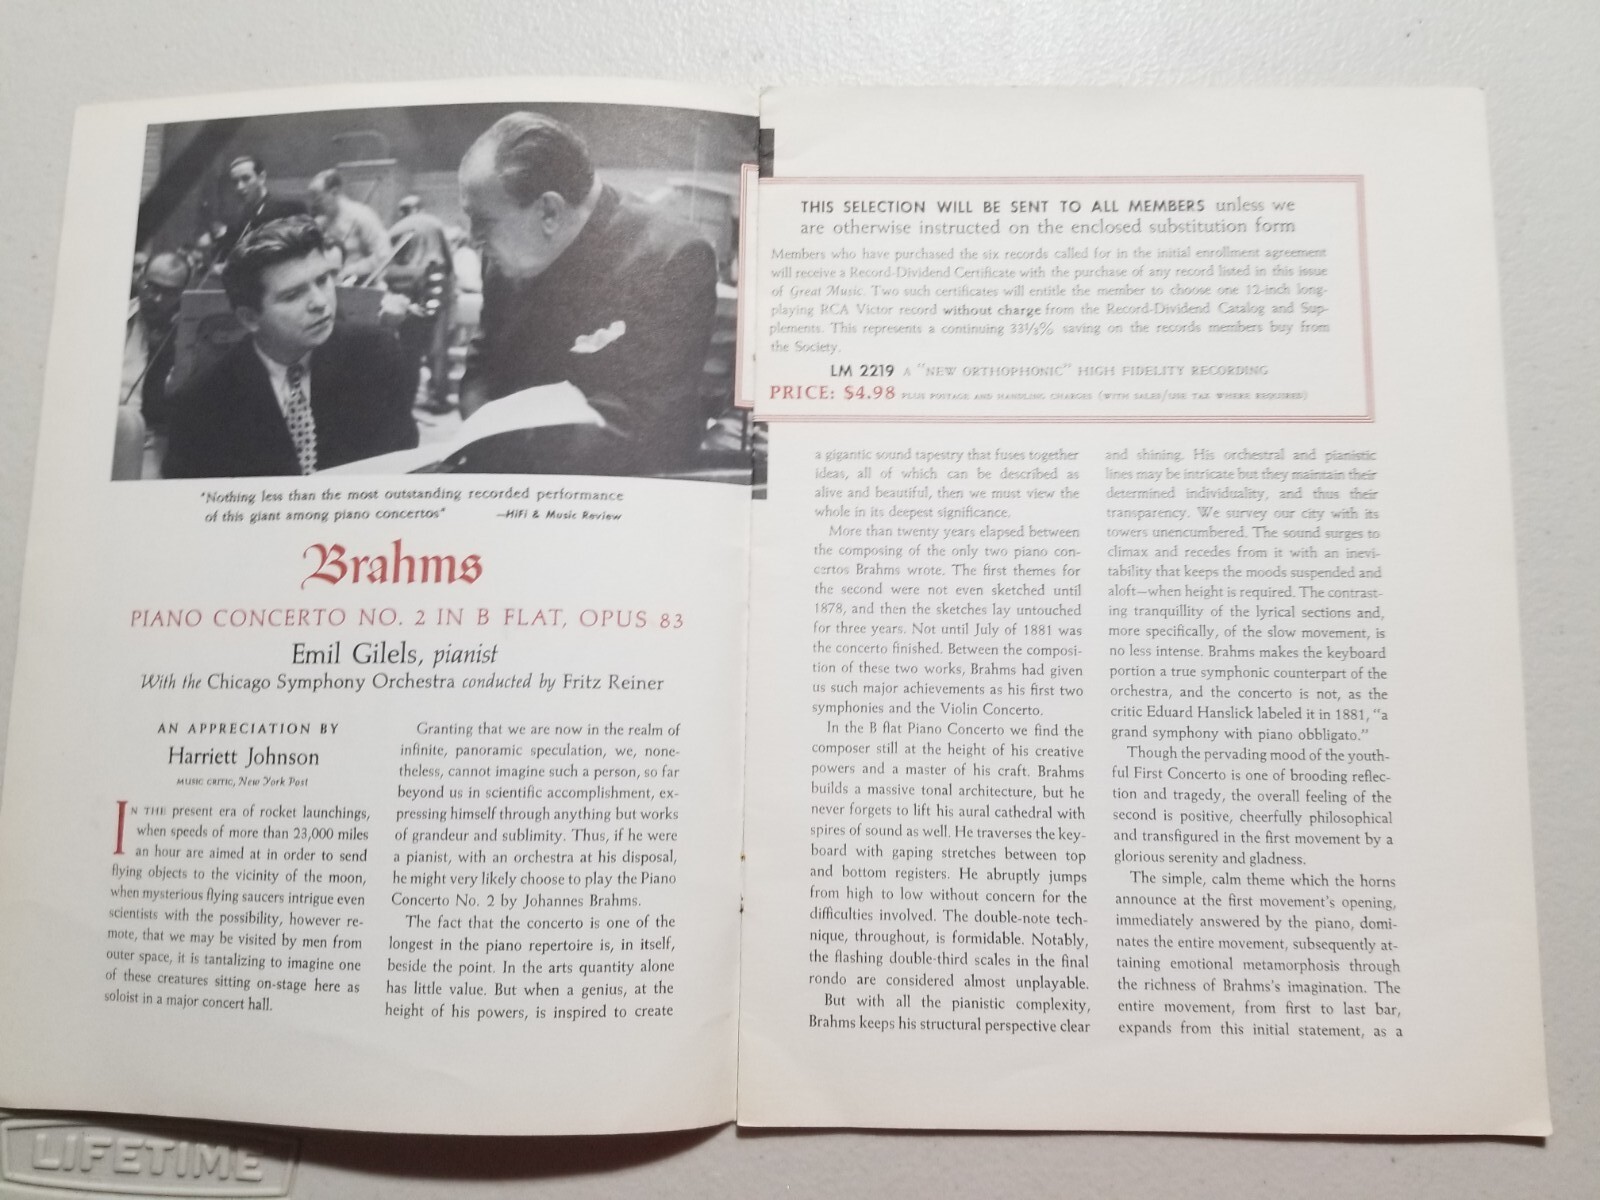 "Nothing less than the most outstanding recorded performance
of this giant among piano concertos" —HiFi & Music Review
Brahms
PIANO CONCERTO NO. 2 IN B FLAT, OPUS 83
Emil Gilels, pianist
With the Chicago Symphony Orchestra conducted by Fritz Reiner
AN APPRECIATION BY
Harriett Johnson
MUSIC CRITIC, New York Post
IN THE present era of rocket launchings,
when speeds of more than 23,000 miles
an hour are aimed at in order to send
flying objects to the vicinity of the moon,
when mysterious flying saucers intrigue even
scientists with the possibility, however re-
mote, that we may be visited by men from
outer space, it is tantalizing to imagine one
of these creatures sitting on-stage here as
soloist in a major concert hall.
Granting that we are now in the realm of
infinite, panoramic speculation, we, none-
theless, cannot imagine such a person, so far
beyond us in scientific accomplishment, ex-
pressing himself through anything but works
of grandeur and sublimity. Thus, if he were
a pianist, with an orchestra at his disposal,
he might very likely choose to play the Piano
Concerto No. 2 by Johannes Brahms.
The fact that the concerto is one of the
longest in the piano repertoire is, in itself,
beside the point. In the arts quantity alone
has little value. But when a genius, at the
height of his powers, is inspired to create
THIS SELECTION WILL BE SENT TO ALL MEMBERS unless we
are otherwise instructed on the enclosed substitution form
Members who have purchased the six records called for in the initial enrollment agreement
will receive a Record-Dividend Certificate with the purchase of any record listed in this issue
of Great Music. Two such certificates will entitle the member to choose one 12-inch long-
playing RCA Victor record without charge from the Record-Dividend Catalog and Sup-
plements. This represents a continuing 33⅓% saving on the records members buy from
the Society.
LM 2219 A "NEW ORTHOPHONIC" HIGH FIDELITY RECORDING
PRICE: $4.98 PLUS POSTAGE AND HANDLING CHARGES (WITH SALES/USE TAX WHERE REQUIRED)
a gigantic sound tapestry that fuses together
ideas, all of which can be described as
alive and beautiful, then we must view the
whole in its deepest significance.
More than twenty years elapsed between
the composing of the only two piano con-
certos Brahms wrote. The first themes for
the second were not even sketched until
1878, and then the sketches lay untouched
for three years. Not until July of 1881 was
the concerto finished. Between the composi-
tion of these two works, Brahms had given
us such major achievements as his first two
symphonies and the Violin Concerto.
In the B flat Piano Concerto we find the
composer still at the height of his creative
powers and a master of his craft. Brahms
builds a massive tonal architecture, but he
never forgets to lift his aural cathedral with
spires of sound as well. He traverses the key-
board with gaping stretches between top
and bottom registers. He abruptly jumps
from high to low without concern for the
difficulties involved. The double-note tech-
nique, throughout, is formidable. Notably,
the flashing double-third scales in the final
rondo are considered almost unplayable.
But with all the pianistic complexity,
Brahms keeps his structural perspective clear
and shining. His orchestral and pianistic
lines may be intricate but they maintain their
determined individuality, and thus their
transparency. We survey our city with its
towers unencumbered. The sound surges to
climax and recedes from it with an inevi-
tability that keeps the moods suspended and
aloft—when height is required. The contrast-
ing tranquillity of the lyrical sections and,
more specifically, of the slow movement, is
no less intense. Brahms makes the keyboard
portion a true symphonic counterpart of the
orchestra, and the concerto is not, as the
critic Eduard Hanslick labeled it in 1881, "a
grand symphony with piano obbligato."
Though the pervading mood of the youth-
ful First Concerto is one of brooding reflec-
tion and tragedy, the overall feeling of the
second is positive, cheerfully philosophical
and transfigured in the first movement by a
glorious serenity and gladness.
The simple, calm theme which the horns
announce at the first movement's opening,
immediately answered by the piano, domi-
nates the entire movement, subsequently at-
taining emotional metamorphosis through
the richness of Brahms's imagination. The
entire movement, from first to last bar,
expands from this initial statement, as a
LIFETIME